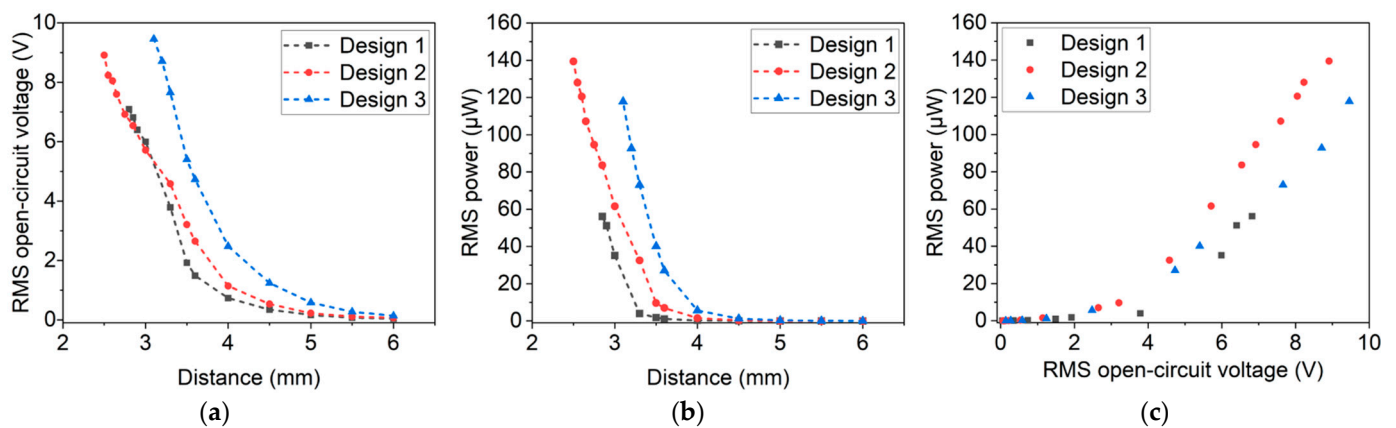 10
8
6
4
2
0
RMS open-circuit voltage (V)
Design 1
Design 2
Design 3
2 3 4 5 6
Distance (mm)
(a)
160
140
120
100
80
60
40
20
0
RMS power (μW)
Design 1
Design 2
Design 3
2 3 4 5 6
Distance (mm)
(b)
160
140
120
100
80
60
40
20
0
RMS power (μW)
Design 1
Design 2
Design 3
0 2 4 6 8 10
RMS open-circuit voltage (V)
(c)